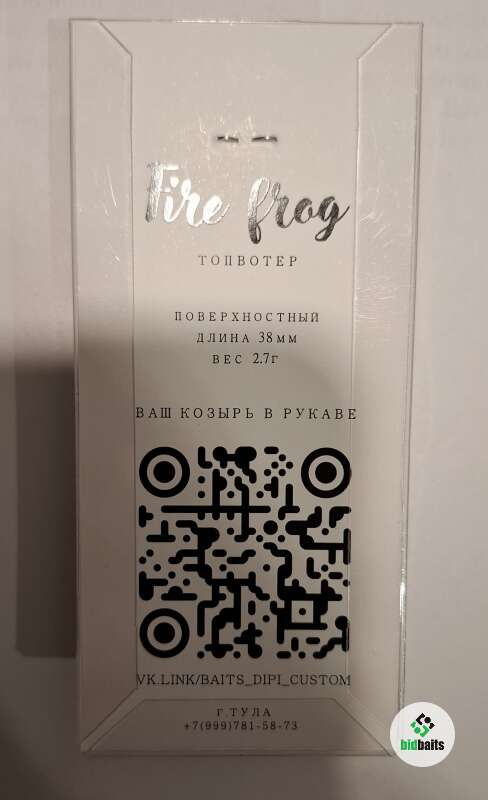 Fire frog
ТОПВОТЕР
ПОВЕРХНОСТНЫЙ
ДЛИНА 38мм
ВЕС 2.7г
ВАШ КОЗЫРЬ В РУКАВЕ
VK.LINK/BAITS_DIPI_CUSTOM
г.ТУЛА
+7(999)781-58-73
bidbaits